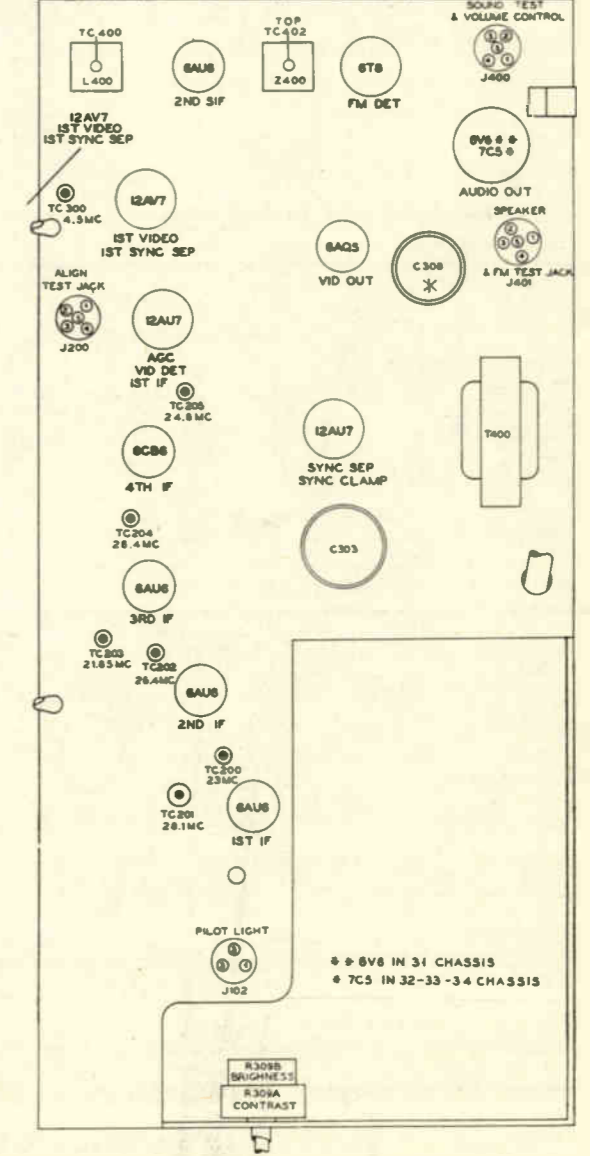 SOUND TEST
& VOLUME CONTROL
J400
TC400
L400
6AU6
2ND SIF
TOP
TC402
Z400
6T8
FM DET
12AV7
1ST VIDEO
1ST SYNC SEP
6V6 * *
7C5 *
AUDIO OUT
TC300
4.5MC
12AV7
1ST VIDEO
1ST SYNC SEP
6AQ5
VID OUT
C308
SPEAKER
& FM TEST JACK
J401
ALIGN
TEST JACK
J200
12AU7
AGC
VID DET
1ST IF
TC205
24.8MC
12AU7
SYNC SEP
SYNC CLAMP
T400
6CB6
4TH IF
TC204
26.4MC
C303
6AU6
3RD IF
TC203
21.85MC
TC202
26.4MC
6AU6
2ND IF
TC200
23MC
TC201
28.1MC
6AU6
1ST IF
PILOT LIGHT
J102
* * 6V6 IN 31 CHASSIS
* 7C5 IN 32-33-34 CHASSIS
R309B
BRIGHNESS
R309A
CONTRAST